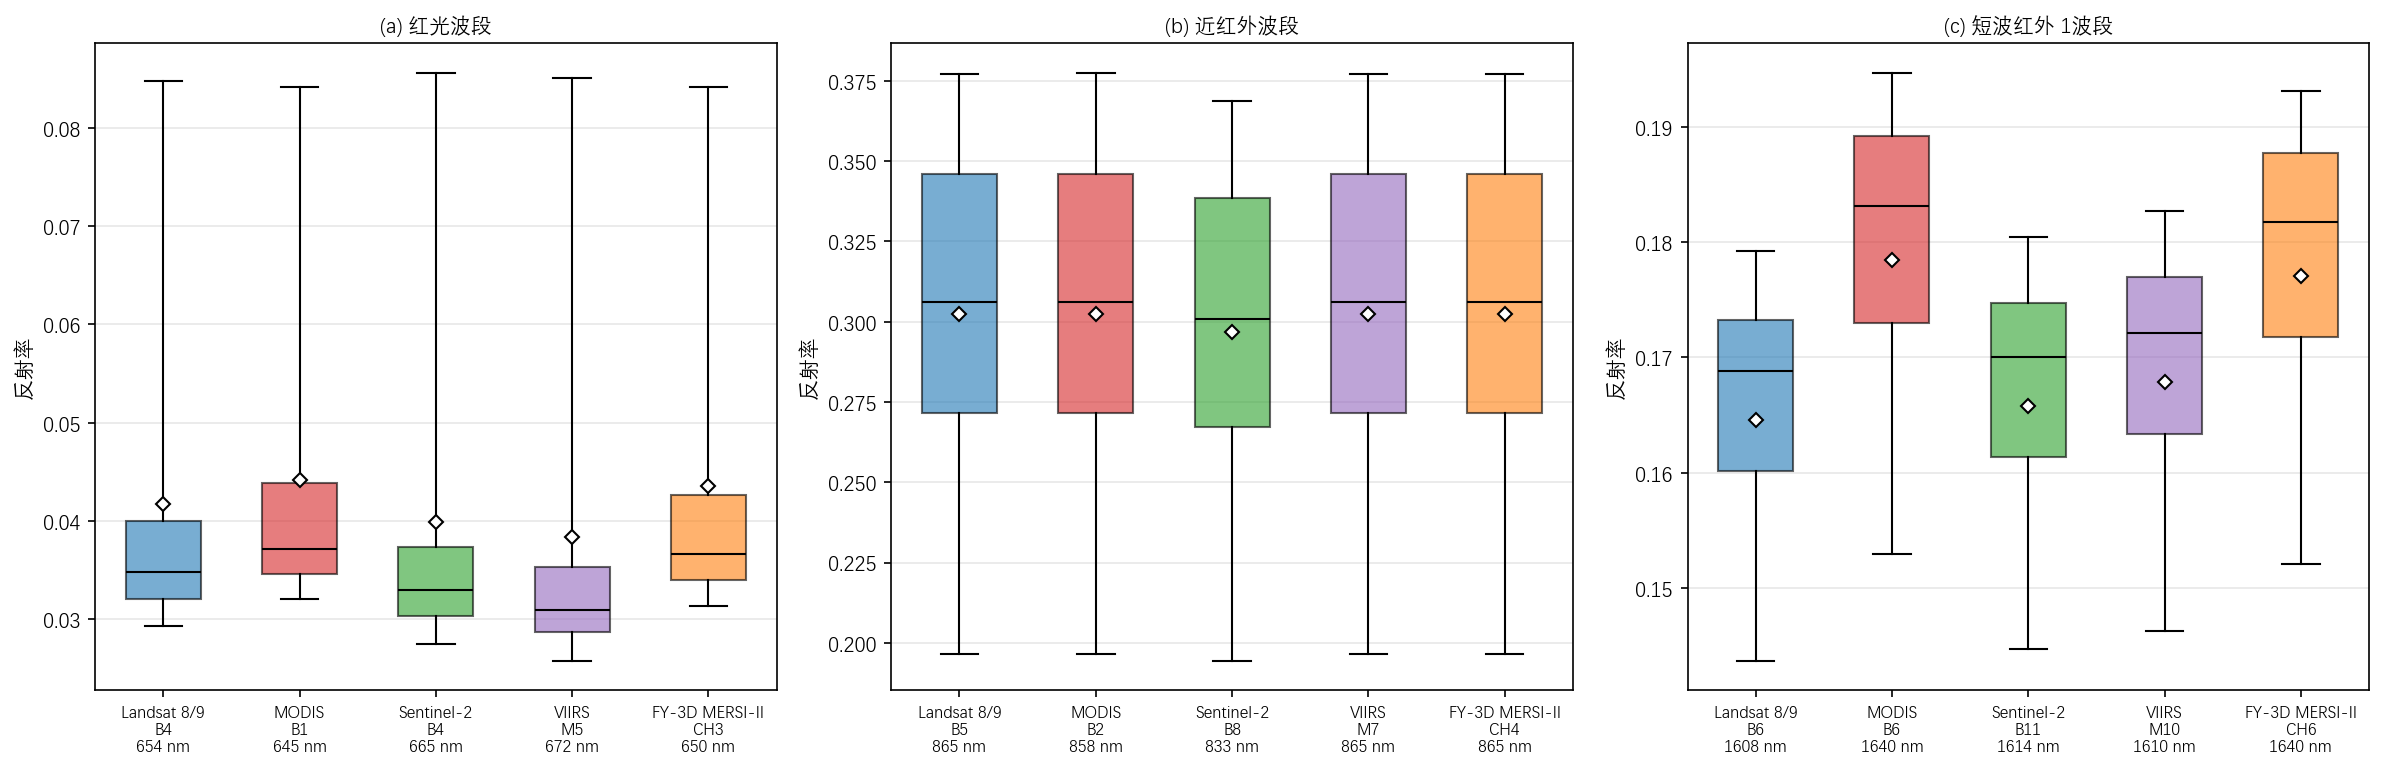 (a) 红光波段
反射率
0.08
0.07
0.06
0.05
0.04
0.03
Landsat 8/9
B4
654 nm
MODIS
B1
645 nm
Sentinel-2
B4
665 nm
VIIRS
M5
672 nm
FY-3D MERSI-II
CH3
650 nm
(b) 近红外波段
反射率
0.375
0.350
0.325
0.300
0.275
0.250
0.225
0.200
Landsat 8/9
B5
865 nm
MODIS
B2
858 nm
Sentinel-2
B8
833 nm
VIIRS
M7
865 nm
FY-3D MERSI-II
CH4
865 nm
(c) 短波红外 1波段
反射率
0.19
0.18
0.17
0.16
0.15
Landsat 8/9
B6
1608 nm
MODIS
B6
1640 nm
Sentinel-2
B11
1614 nm
VIIRS
M10
1610 nm
FY-3D MERSI-II
CH6
1640 nm